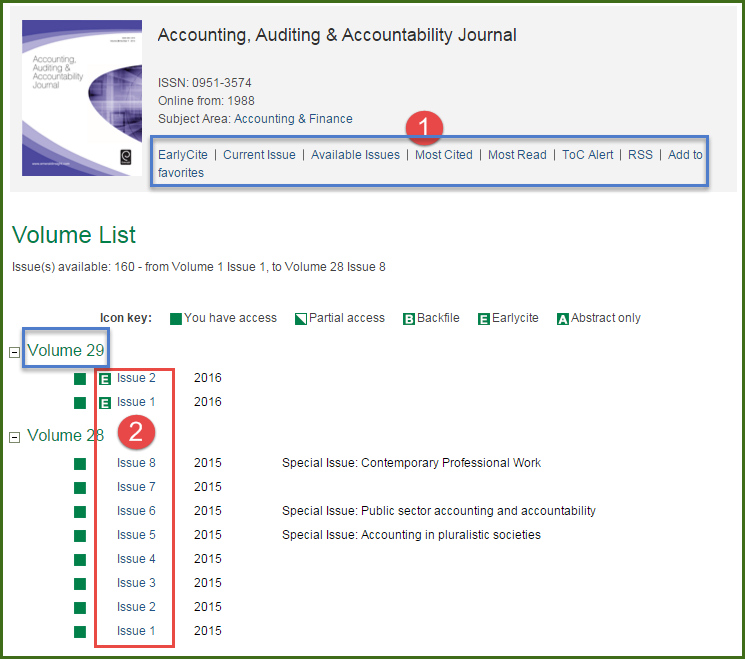 Accounting, Auditing & Accountability Journal
Accounting,
Auditing &
Accountability
Journal
ISSN: 0951-3574
Online from: 1988
Subject Area: Accounting & Finance
1
EarlyCite | Current Issue | Available Issues | Most Cited | Most Read | ToC Alert | RSS | Add to
favorites
Volume List
Issue(s) available: 160 - from Volume 1 Issue 1, to Volume 28 Issue 8
Icon key: You have access Partial access B Backfile E Earlycite A Abstract only
Volume 29
E Issue 2 2016
E Issue 1 2016
2
Volume 28
Issue 8 2015 Special Issue: Contemporary Professional Work
Issue 7 2015
Issue 6 2015 Special Issue: Public sector accounting and accountability
Issue 5 2015 Special Issue: Accounting in pluralistic societies
Issue 4 2015
Issue 3 2015
Issue 2 2015
Issue 1 2015